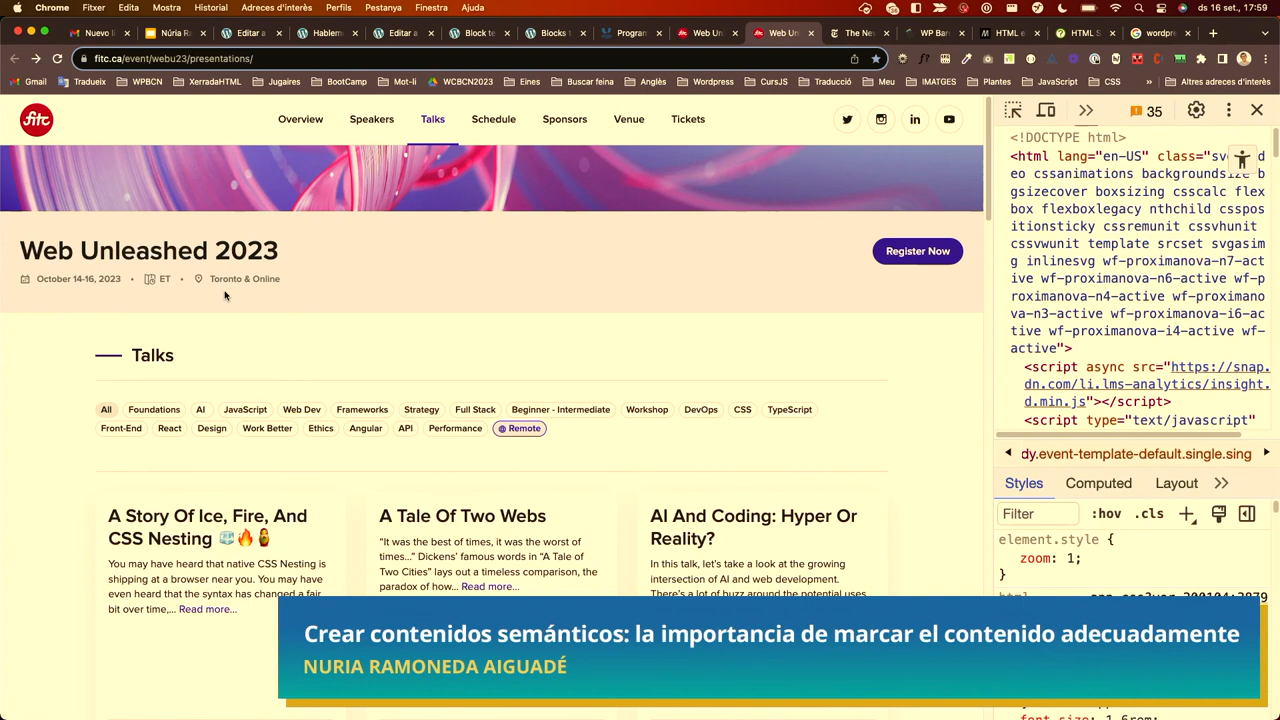 Chrome Fitxer Edita Mostra Historial Adreces d'interès Perfils Pestanya Finestra Ajuda ds 16 set., 17:59
Nuevo li Núria R Editar a Hableme Editar a Block te Blocks t Program Web Un Web Un The Nev WP Bar HTML e HTML S wordpre
fitc.ca/event/webu23/presentations/
Gmail Tradueix WPBCN XerradaHTML Jugaires BootCamp Mot-li WCBCN2023 Eines Buscar feina Anglès Wordpress CursJS Traducció Meu IMATGES Plantes JavaScript CSS » Altres adreces d'interès
fitc Overview Speakers Talks Schedule Sponsors Venue Tickets
35
Web Unleashed 2023
Register Now
October 14-16, 2023 • ET • Toronto & Online
Talks
All Foundations AI JavaScript Web Dev Frameworks Strategy Full Stack Beginner - Intermediate Workshop DevOps CSS TypeScript
Front-End React Design Work Better Ethics Angular API Performance Remote
A Story Of Ice, Fire, And
CSS Nesting
You may have heard that native CSS Nesting is
shipping at a browser near you. You may have
even heard that the syntax has changed a fair
bit over time,... Read more...
A Tale Of Two Webs
“It was the best of times, it was the worst of
times…” Dickens’ famous words in “A Tale of
Two Cities” lays out a timeless comparison, the
paradox of how... Read more...
AI And Coding: Hyper Or
Reality?
In this talk, let’s take a look at the growing
intersection of AI and web development.
There’s a lot of buzz around the potential uses
<!DOCTYPE html>
<html lang="en-US" class="sv d
eo cssanimations backgroundsize b
gsizecover boxsizing csscalc flex
box flexboxlegacy nthchild csspos
itionsticky cssremunit cssvhunit
cssvwunit template srcset svgasim
g inlinesvg wf-proximanova-n7-act
ive wf-proximanova-n6-active wf-p
roximanova-n4-active wf-proximano
va-n3-active wf-proximanova-i6-ac
tive wf-proximanova-i4-active wf-
active">
<script async src="https://snap.
dn.com/li.lms-analytics/insight.
d.min.js"></script>
<script type="text/javascript"
dy.event-template-default.single.sing
Styles Computed Layout »
Filter :hov .cls
element.style {
zoom: 1;
}
Crear contenidos semánticos: la importancia de marcar el contenido adecuadamente
NURIA RAMONEDA AIGUADÉ